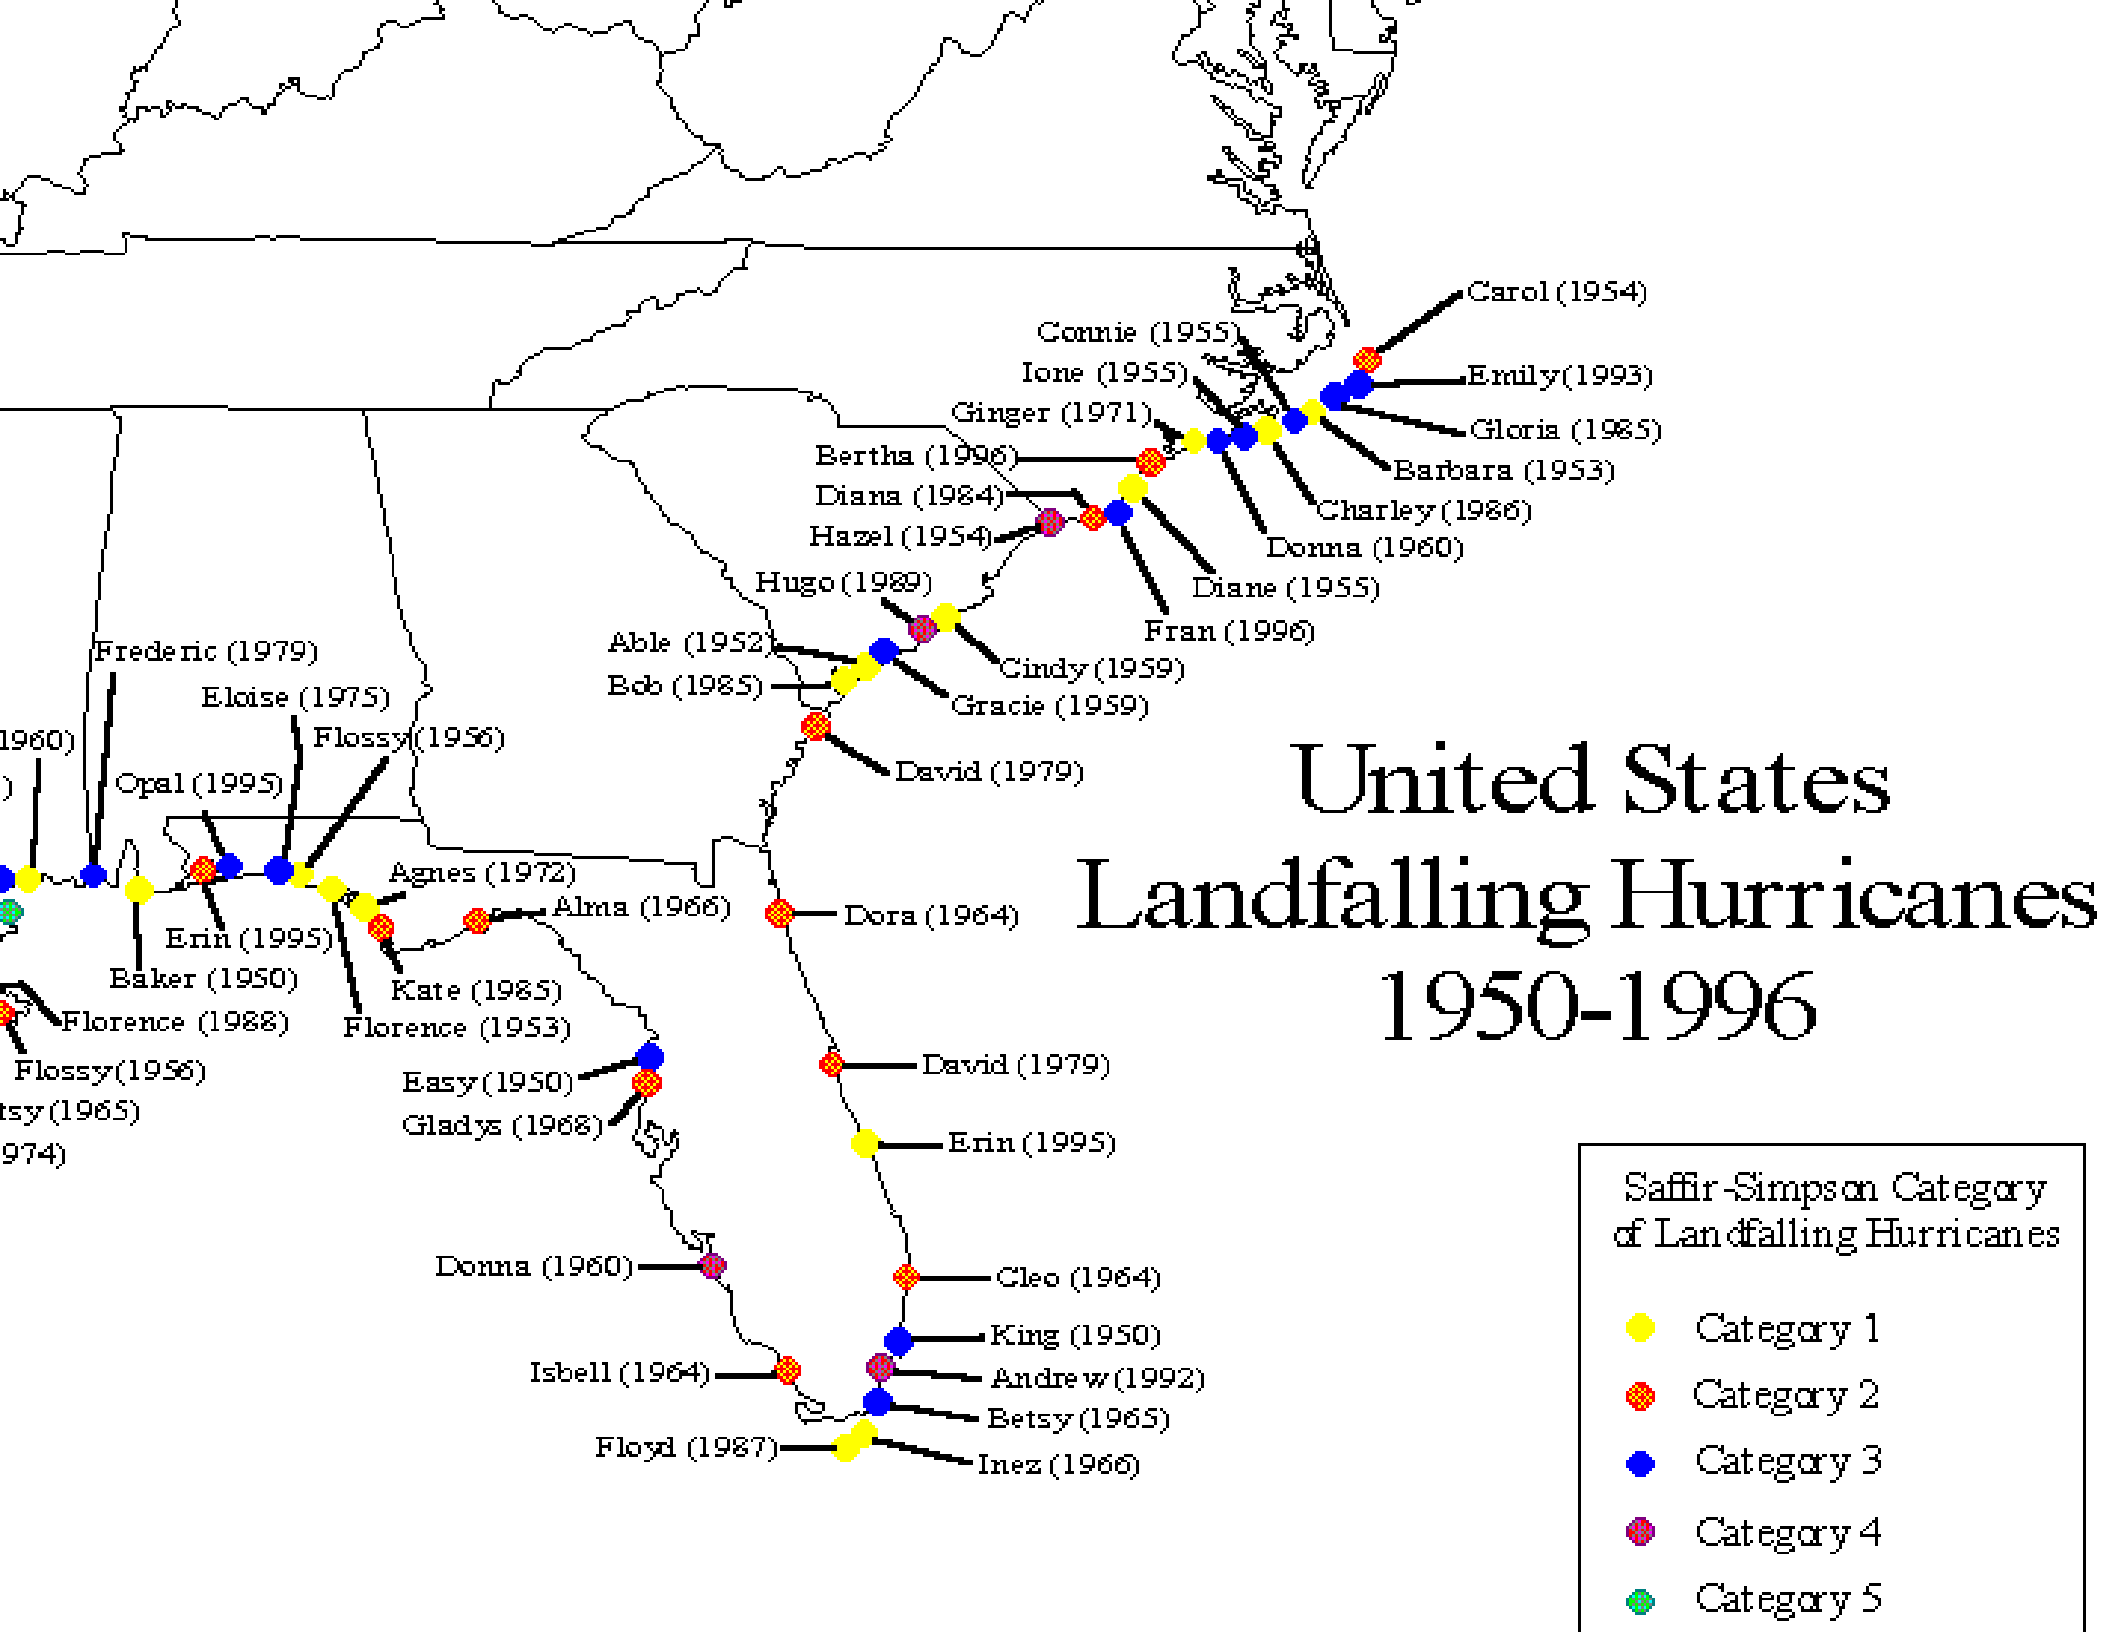 Carol (1954)
Connie (1955)
Ione (1955)
Emily (1993)
Ginger (1971)
Gloria (1985)
Bertha (1996)
Barbara (1953)
Diana (1984)
Charley (1986)
Hazel (1954)
Donna (1960)
Hugo (1989)
Diane (1955)
Fran (1996)
Able (1952)
Frederic (1979)
Cindy (1959)
Bob (1985)
Eloise (1975)
Gracie (1959)
Flossy (1956)
1960)
David (1979)
Opal (1995)
)
United States
Landfalling Hurricanes
1950-1996
Agnes (1972)
Alma (1966)
Dora (1964)
Erin (1995)
Baker (1950)
Kate (1985)
Florence (1988)
Florence (1953)
Flossy (1956)
David (1979)
Easy (1950)
tsy (1965)
Gladys (1968)
Erin (1995)
974)
Donna (1960)
Cleo (1964)
King (1950)
Isbell (1964)
Andrew (1992)
Betsy (1965)
Floyd (1987)
Inez (1966)
Saffir-Simpson Category
of Landfalling Hurricanes
Category 1
Category 2
Category 3
Category 4
Category 5